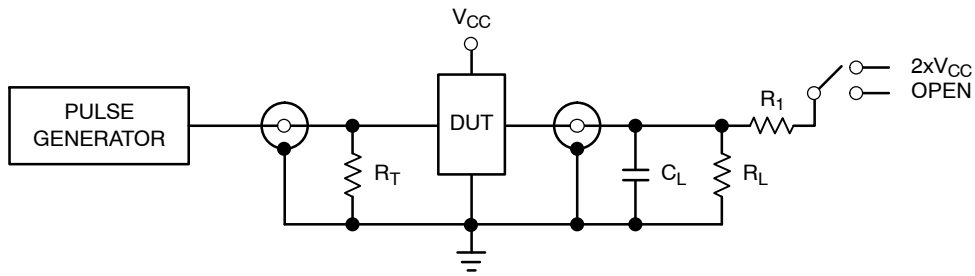 V_CC
2xV_CC
OPEN
PULSE
GENERATOR
DUT
R_1
R_T
C_L
R_L